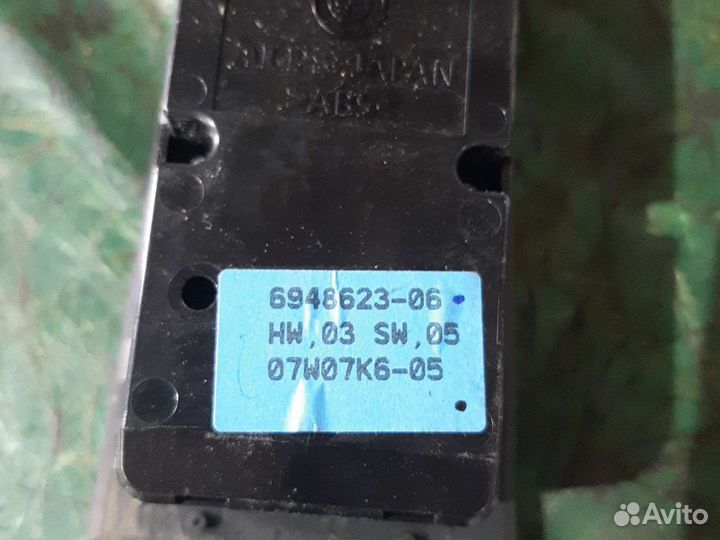 JAPAN
>ABS<
6948623-06
HW,03 SW,05
07W07K6-05
Avito